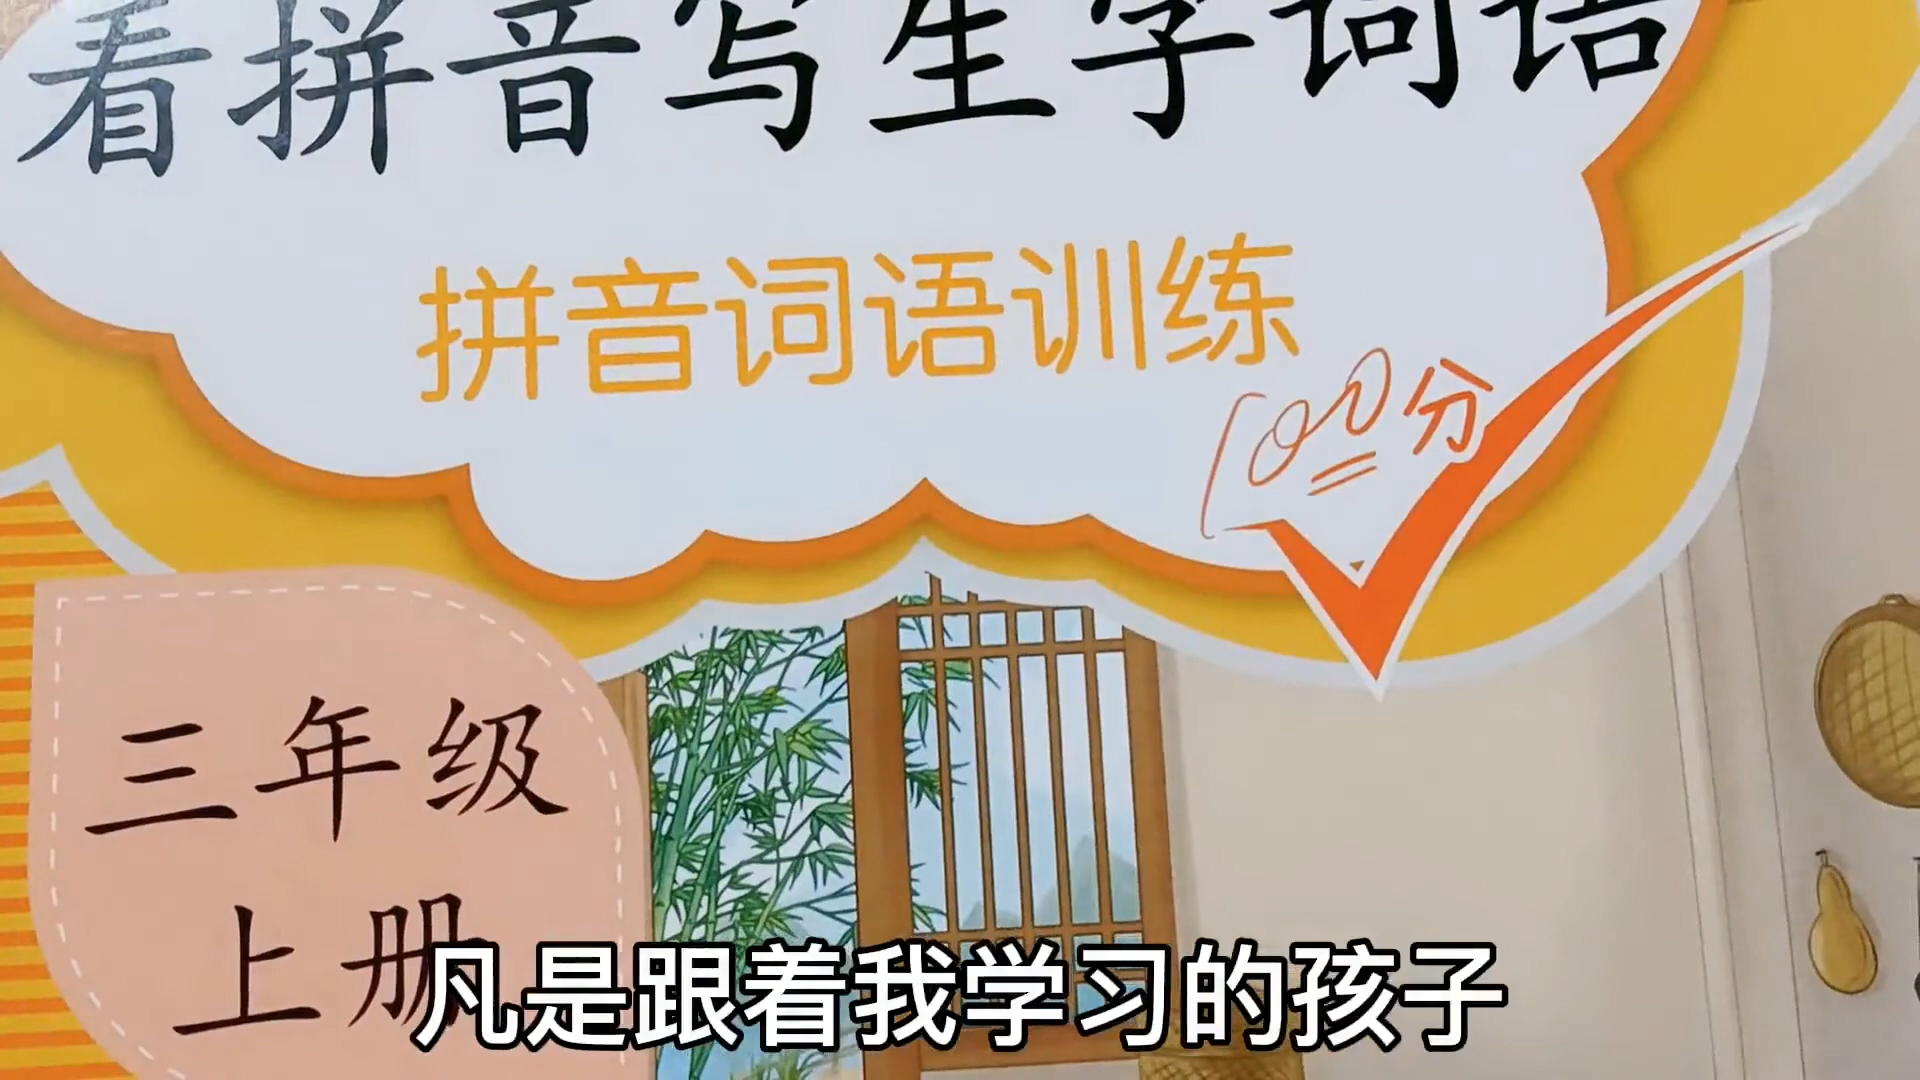 看拼音写生字词语
拼音词语训练
100分
三年级
上册
凡是跟着我学习的孩子